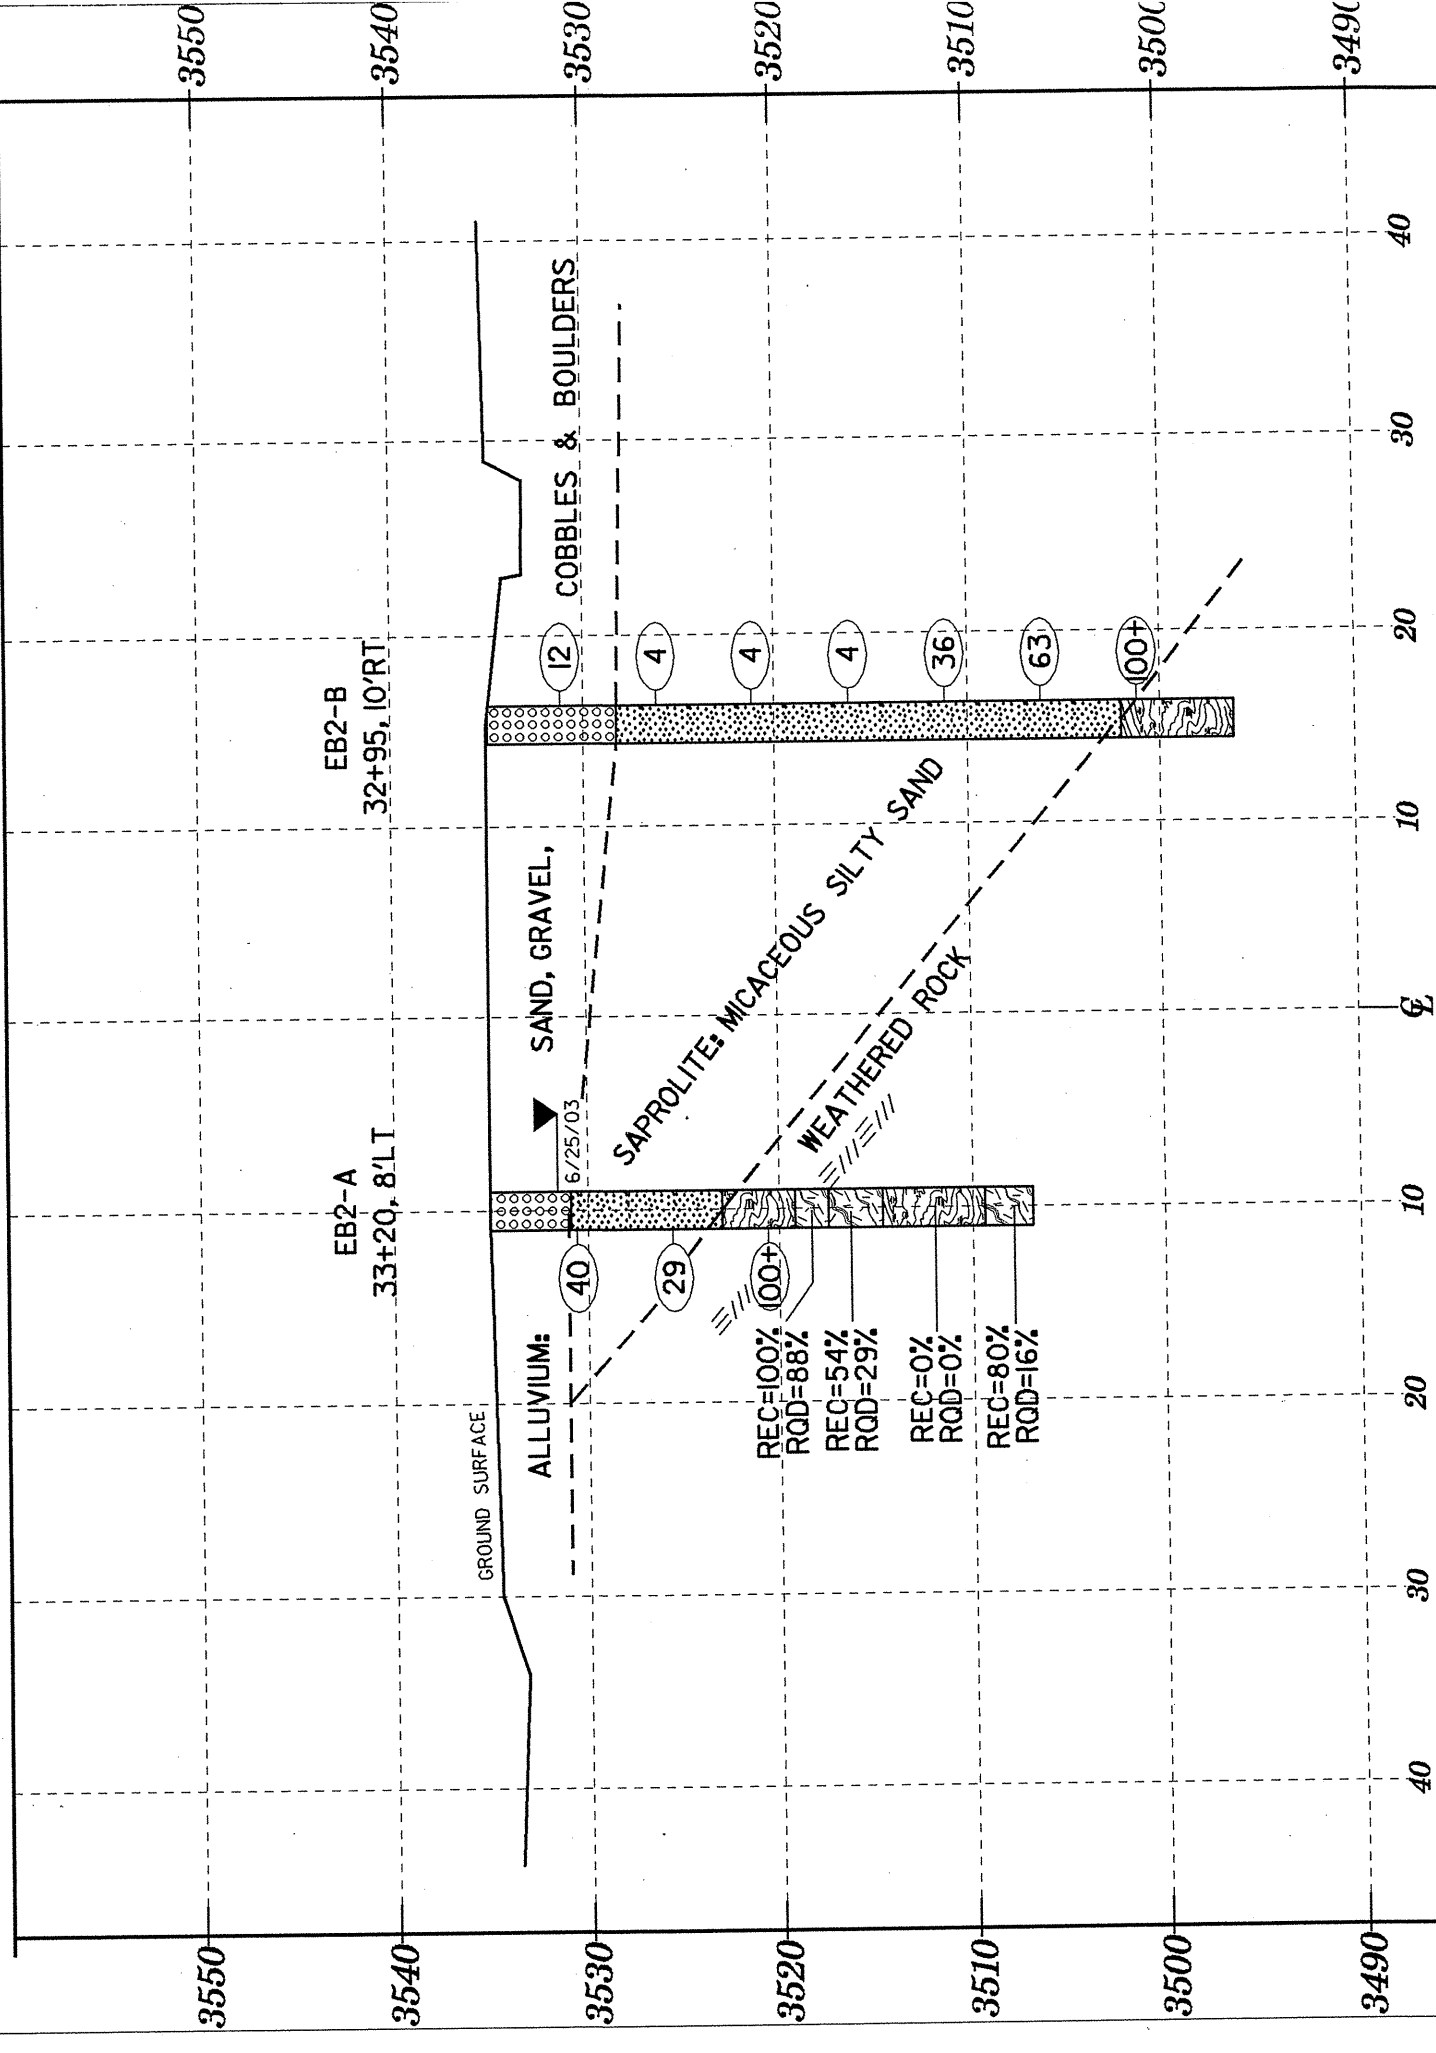 EB2-A
33+20, 8'LT
EB2-B
32+95, 10'RT
3550
3550
3540
3540
GROUND SURFACE
ALLUVIUM:
SAND, GRAVEL,
COBBLES & BOULDERS
6/25/03
3530
3530
40
12
29
4
SAPROLITE: MICACEOUS SILTY SAND
100+
4
3520
3520
REC=100%
RQD=88%
REC=54%
RQD=29%
4
WEATHERED ROCK
REC=0%
RQD=0%
36
3510
3510
REC=80%
RQD=16%
63
100+
3500
3500
3490
3490
40
30
20
10
℄
10
20
30
40